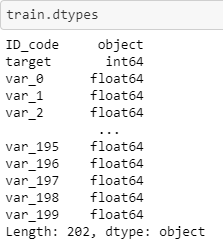 train.dtypes
ID_code object
target int64
var_0 float64
var_1 float64
var_2 float64
...
var_195 float64
var_196 float64
var_197 float64
var_198 float64
var_199 float64
Length: 202, dtype: object